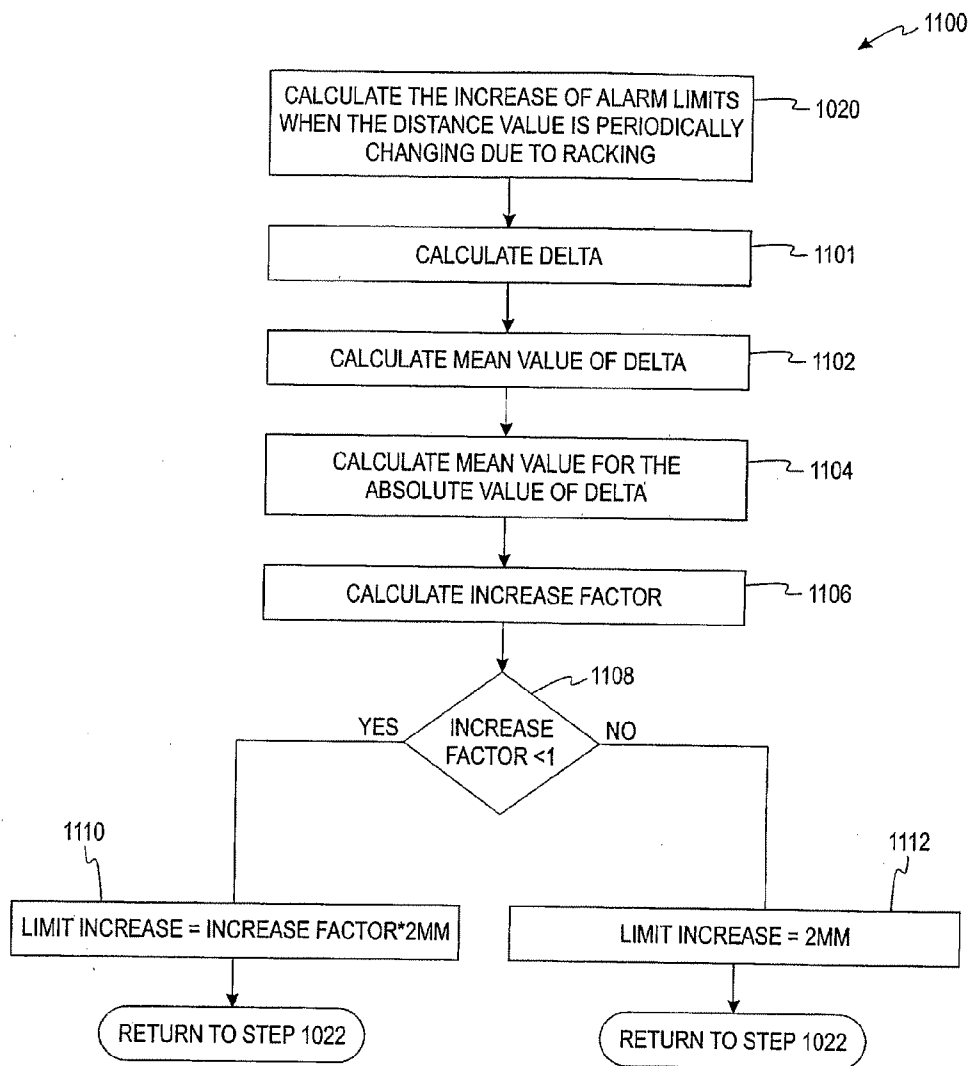 1100
CALCULATE THE INCREASE OF ALARM LIMITS
WHEN THE DISTANCE VALUE IS PERIODICALLY
CHANGING DUE TO RACKING
1020
CALCULATE DELTA
1101
CALCULATE MEAN VALUE OF DELTA
1102
CALCULATE MEAN VALUE FOR THE
ABSOLUTE VALUE OF DELTA
1104
CALCULATE INCREASE FACTOR
1106
1108
YES
INCREASE
FACTOR <1
NO
1110
LIMIT INCREASE = INCREASE FACTOR*2MM
RETURN TO STEP 1022
1112
LIMIT INCREASE = 2MM
RETURN TO STEP 1022